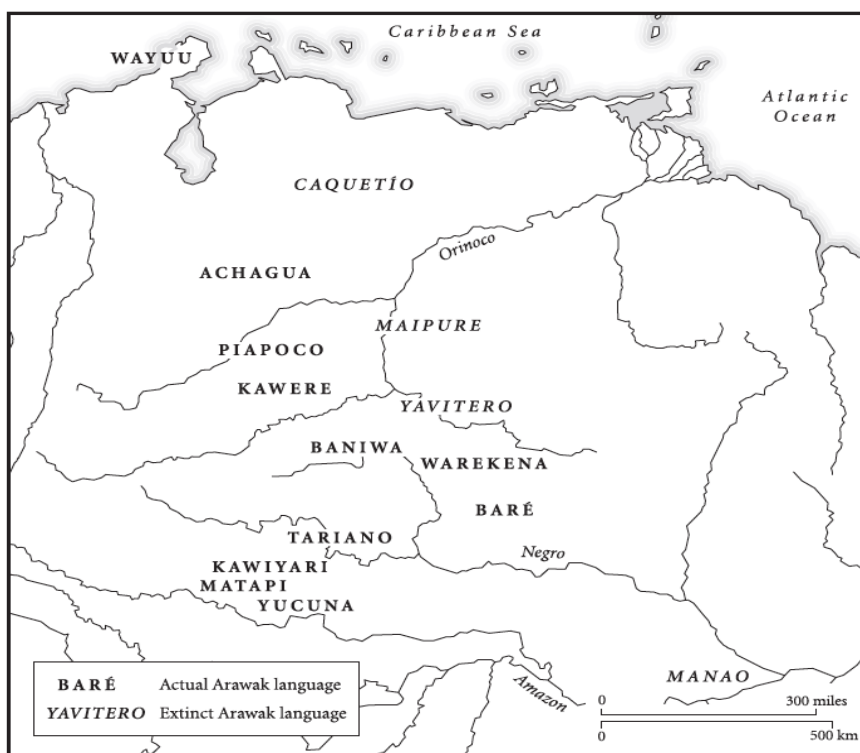 Caribbean Sea
WAYUU
Atlantic
Ocean
CAQUETÍO
Orinoco
ACHAGUA
MAIPURE
PIAPOCO
KAWERE
YAVITERO
BANIWA
WAREKENA
BARÉ
TARIANO
Negro
KAWIYARI
MATAPI
YUCUNA
MANAO
Amazon
BARÉ Actual Arawak language
YAVITERO Extinct Arawak language
0 300 miles
0 500 km